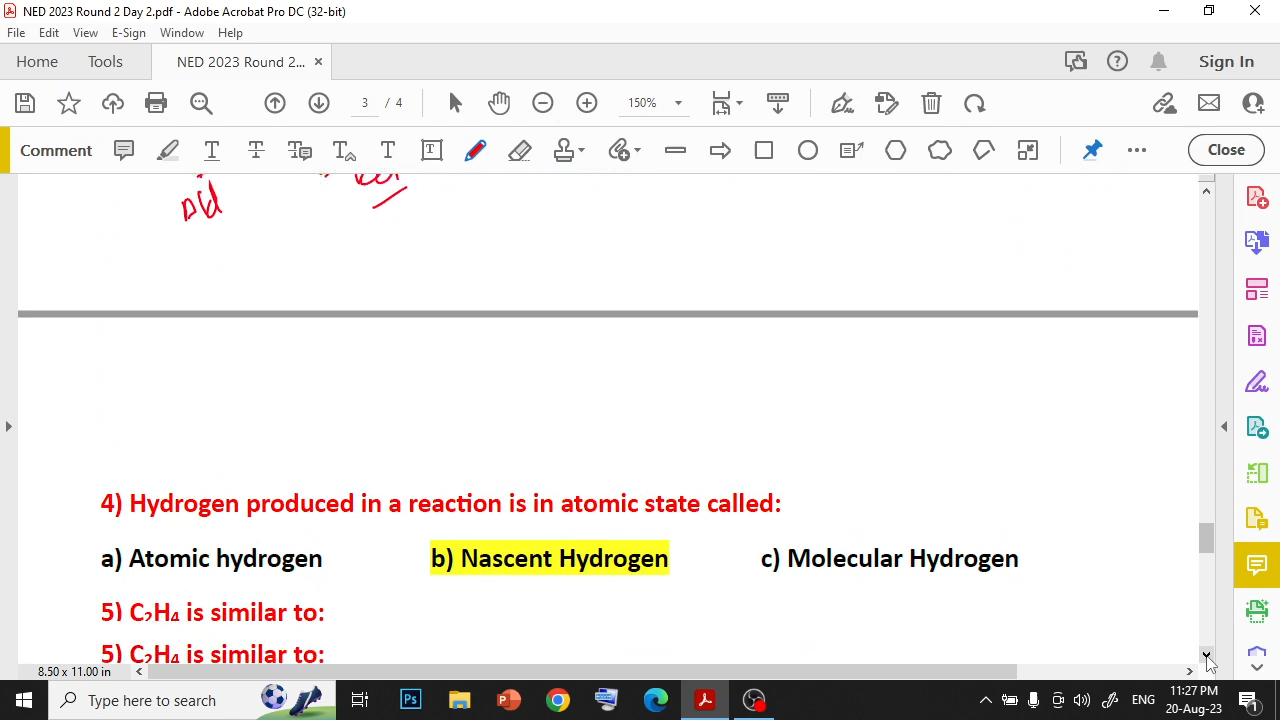 NED 2023 Round 2 Day 2.pdf - Adobe Acrobat Pro DC (32-bit)
File Edit View E-Sign Window Help
Home Tools NED 2023 Round 2... × Sign In
3 / 4 150%
Comment Close
4) Hydrogen produced in a reaction is in atomic state called:
a) Atomic hydrogen b) Nascent Hydrogen c) Molecular Hydrogen
5) C₂H₄ is similar to:
5) C₂H₄ is similar to:
8.50 x 11.00 in
Type here to search ENG 11:27 PM
20-Aug-23 1